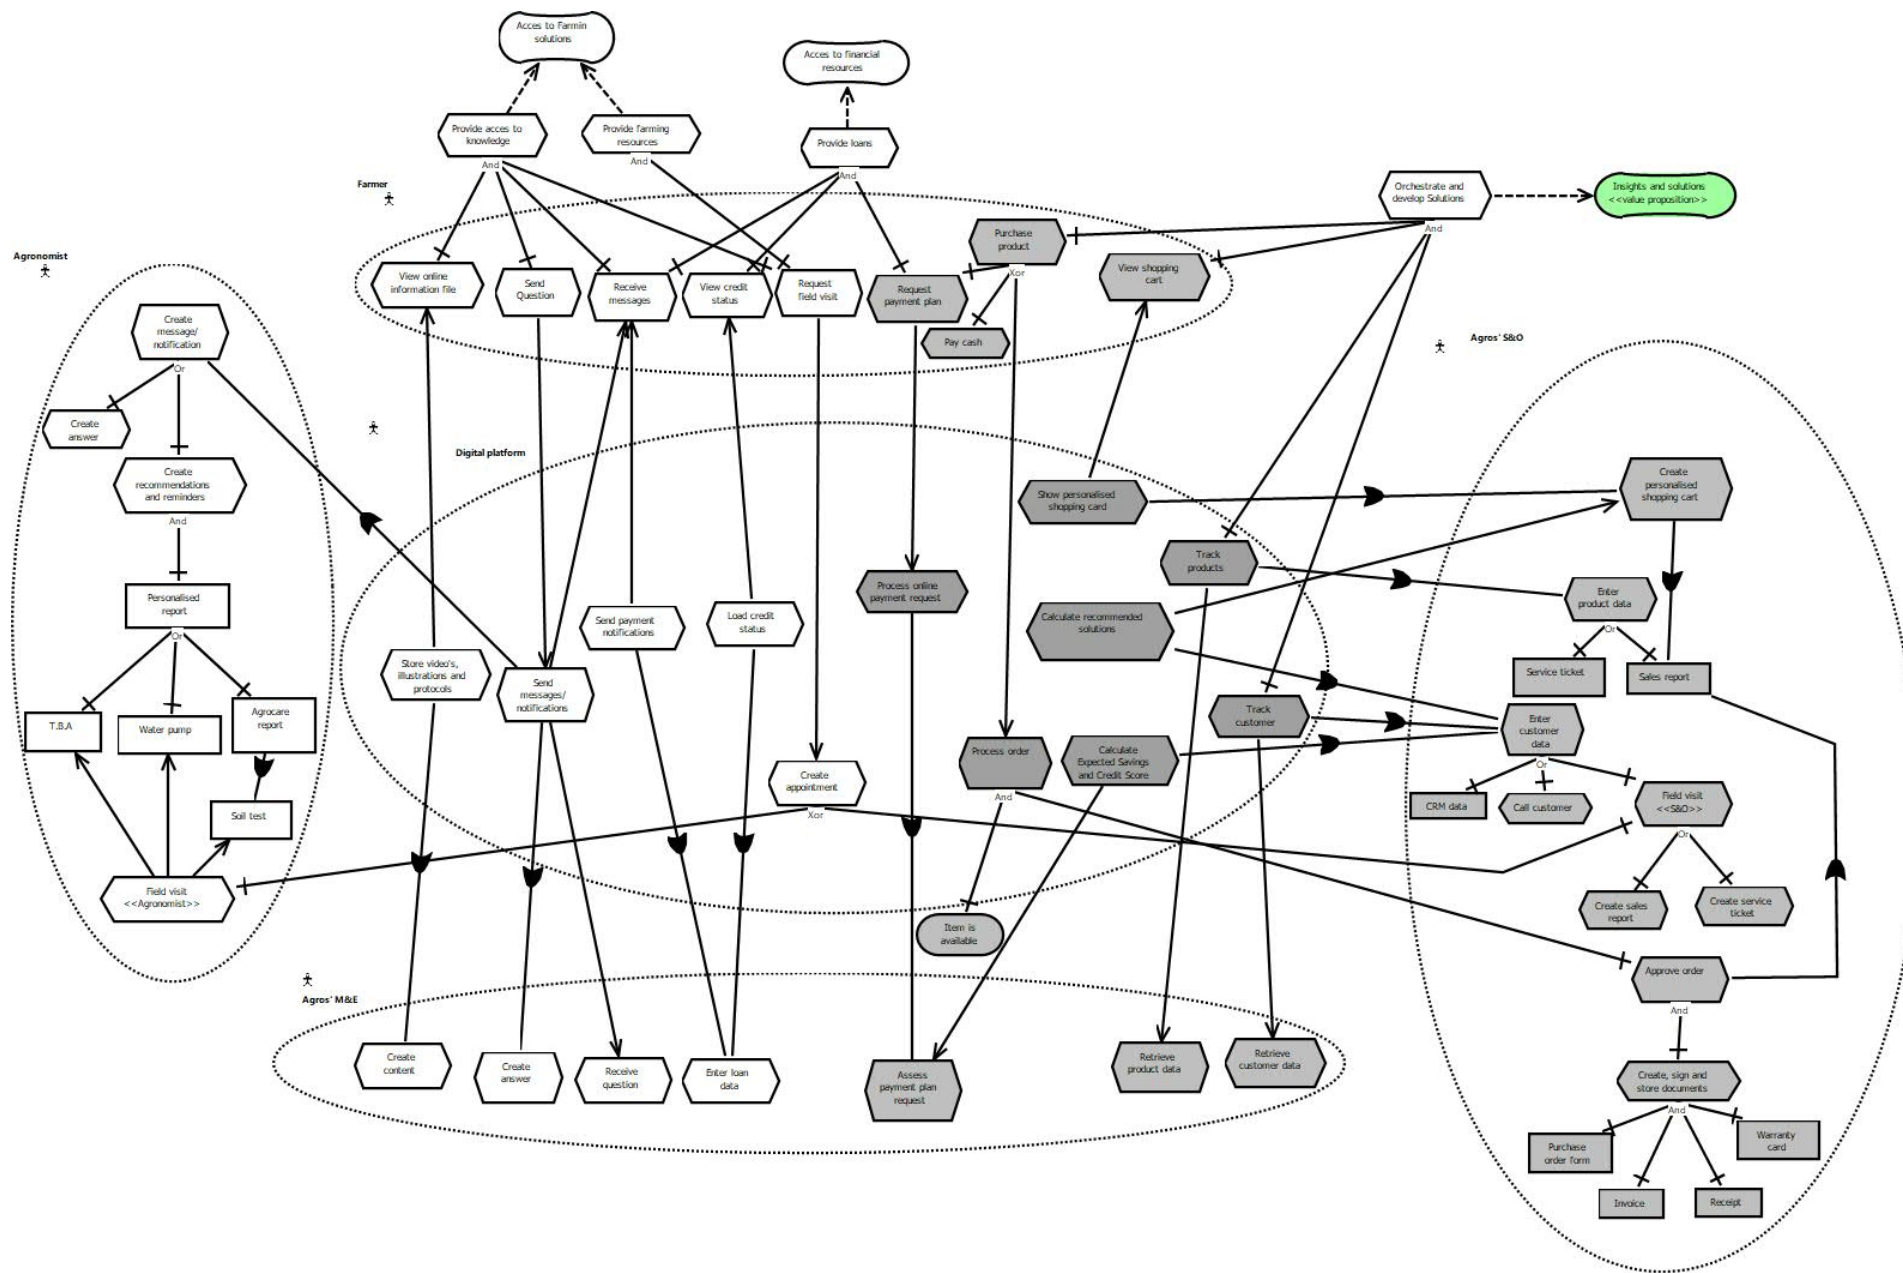 Acces to Farmin
solutions
Acces to financial
resources
Provide acces to
knowledge
Provide farming
resources
Provide loans
And
And
And
Orchestrate and
develop Solutions
And
Insights and solutions
<<value proposition>>
Farmer
View online
information file
Send
Question
Receive
messages
View credit
status
Request
field visit
Request
payment plan
Purchase
product
Xor
Pay cash
View shopping
cart
Agronomist
Create
message/
notification
Or
Create
answer
Create
recommendations
and reminders
And
Personalised
report
Or
T.B.A
Water pump
Agrocare
report
Soil test
Field visit
<<Agronomist>>
Digital platform
Store video's,
illustrations and
protocols
Send
messages/
notifications
Send payment
notifications
Load credit
status
Create
appointment
Xor
Process online
payment request
Show personalised
shopping card
Track
products
Calculate recommended
solutions
Track
customer
Process order
And
Calculate
Expected Savings
and Credit Score
Item is
available
Agros' S&O
Create
personalised
shopping cart
Enter
product data
Or
Service ticket
Sales report
Enter
customer
data
Or
CRM data
Call customer
Field visit
<<S&O>>
Or
Create sales
report
Create service
ticket
Approve order
And
Create, sign and
store documents
And
Purchase
order form
Invoice
Receipt
Warranty
card
Agros' M&E
Create
content
Create
answer
Receive
question
Enter loan
data
Assess
payment plan
request
Retrieve
product data
Retrieve
customer data